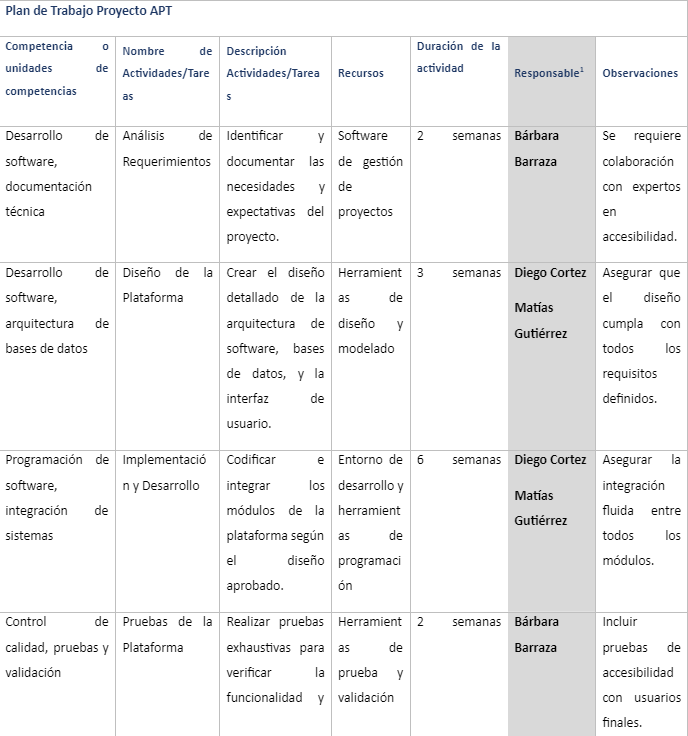 Plan de Trabajo Proyecto APT
Competencia o
unidades de
competencias
Nombre de
Actividades/Tare
as
Descripción
Actividades/Tarea
s
Recursos
Duración de la
actividad
Responsable¹
Observaciones
Desarrollo de
software,
documentación
técnica
Análisis de
Requerimientos
Identificar y
documentar las
necesidades y
expectativas del
proyecto.
Software
de gestión
de
proyectos
2 semanas
Bárbara
Barraza
Se requiere
colaboración
con expertos
en
accesibilidad.
Desarrollo de
software,
arquitectura de
bases de datos
Diseño de la
Plataforma
Crear el diseño
detallado de la
arquitectura de
software, bases
de datos, y la
interfaz de
usuario.
Herramient
as de
diseño y
modelado
3 semanas
Diego Cortez
Matías
Gutiérrez
Asegurar que
el diseño
cumpla con
todos los
requisitos
definidos.
Programación de
software,
integración de
sistemas
Implementació
n y Desarrollo
Codificar e
integrar los
módulos de la
plataforma según
el diseño
aprobado.
Entorno de
desarrollo y
herramient
as de
programaci
ón
6 semanas
Diego Cortez
Matías
Gutiérrez
Asegurar la
integración
fluida entre
todos los
módulos.
Control de
calidad, pruebas y
validación
Pruebas de la
Plataforma
Realizar pruebas
exhaustivas para
verificar la
funcionalidad y
Herramient
as de
prueba y
validación
2 semanas
Bárbara
Barraza
Incluir
pruebas de
accesibilidad
con usuarios
finales.